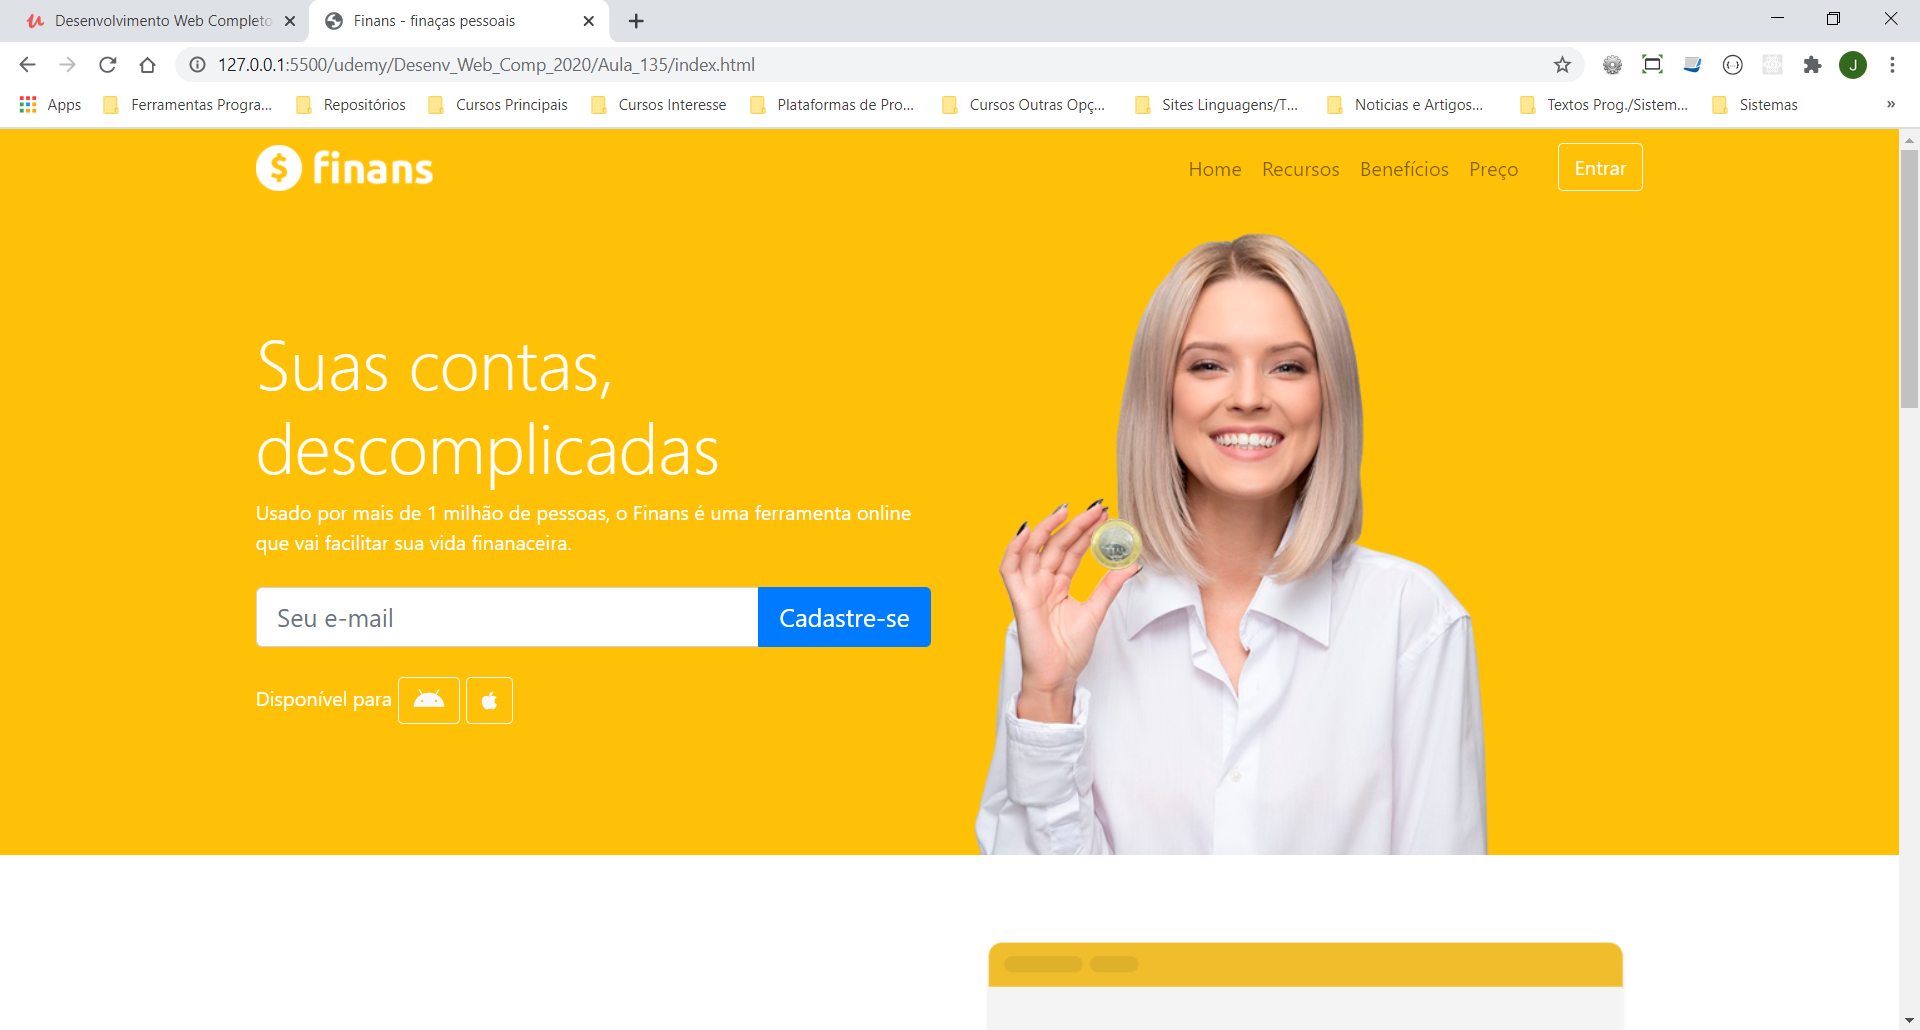 Desenvolvimento Web Completo
Finans - finaças pessoais
127.0.0.1:5500/udemy/Desenv_Web_Comp_2020/Aula_135/index.html
J
Apps
Ferramentas Progra...
Repositórios
Cursos Principais
Cursos Interesse
Plataformas de Pro...
Cursos Outras Opç...
Sites Linguagens/T...
Noticias e Artigos...
Textos Prog./Sistem...
Sistemas
»
$ finans
Home
Recursos
Benefícios
Preço
Entrar
Suas contas,
descomplicadas
Usado por mais de 1 milhão de pessoas, o Finans é uma ferramenta online
que vai facilitar sua vida finanaceira.
Seu e-mail
Cadastre-se
Disponível para